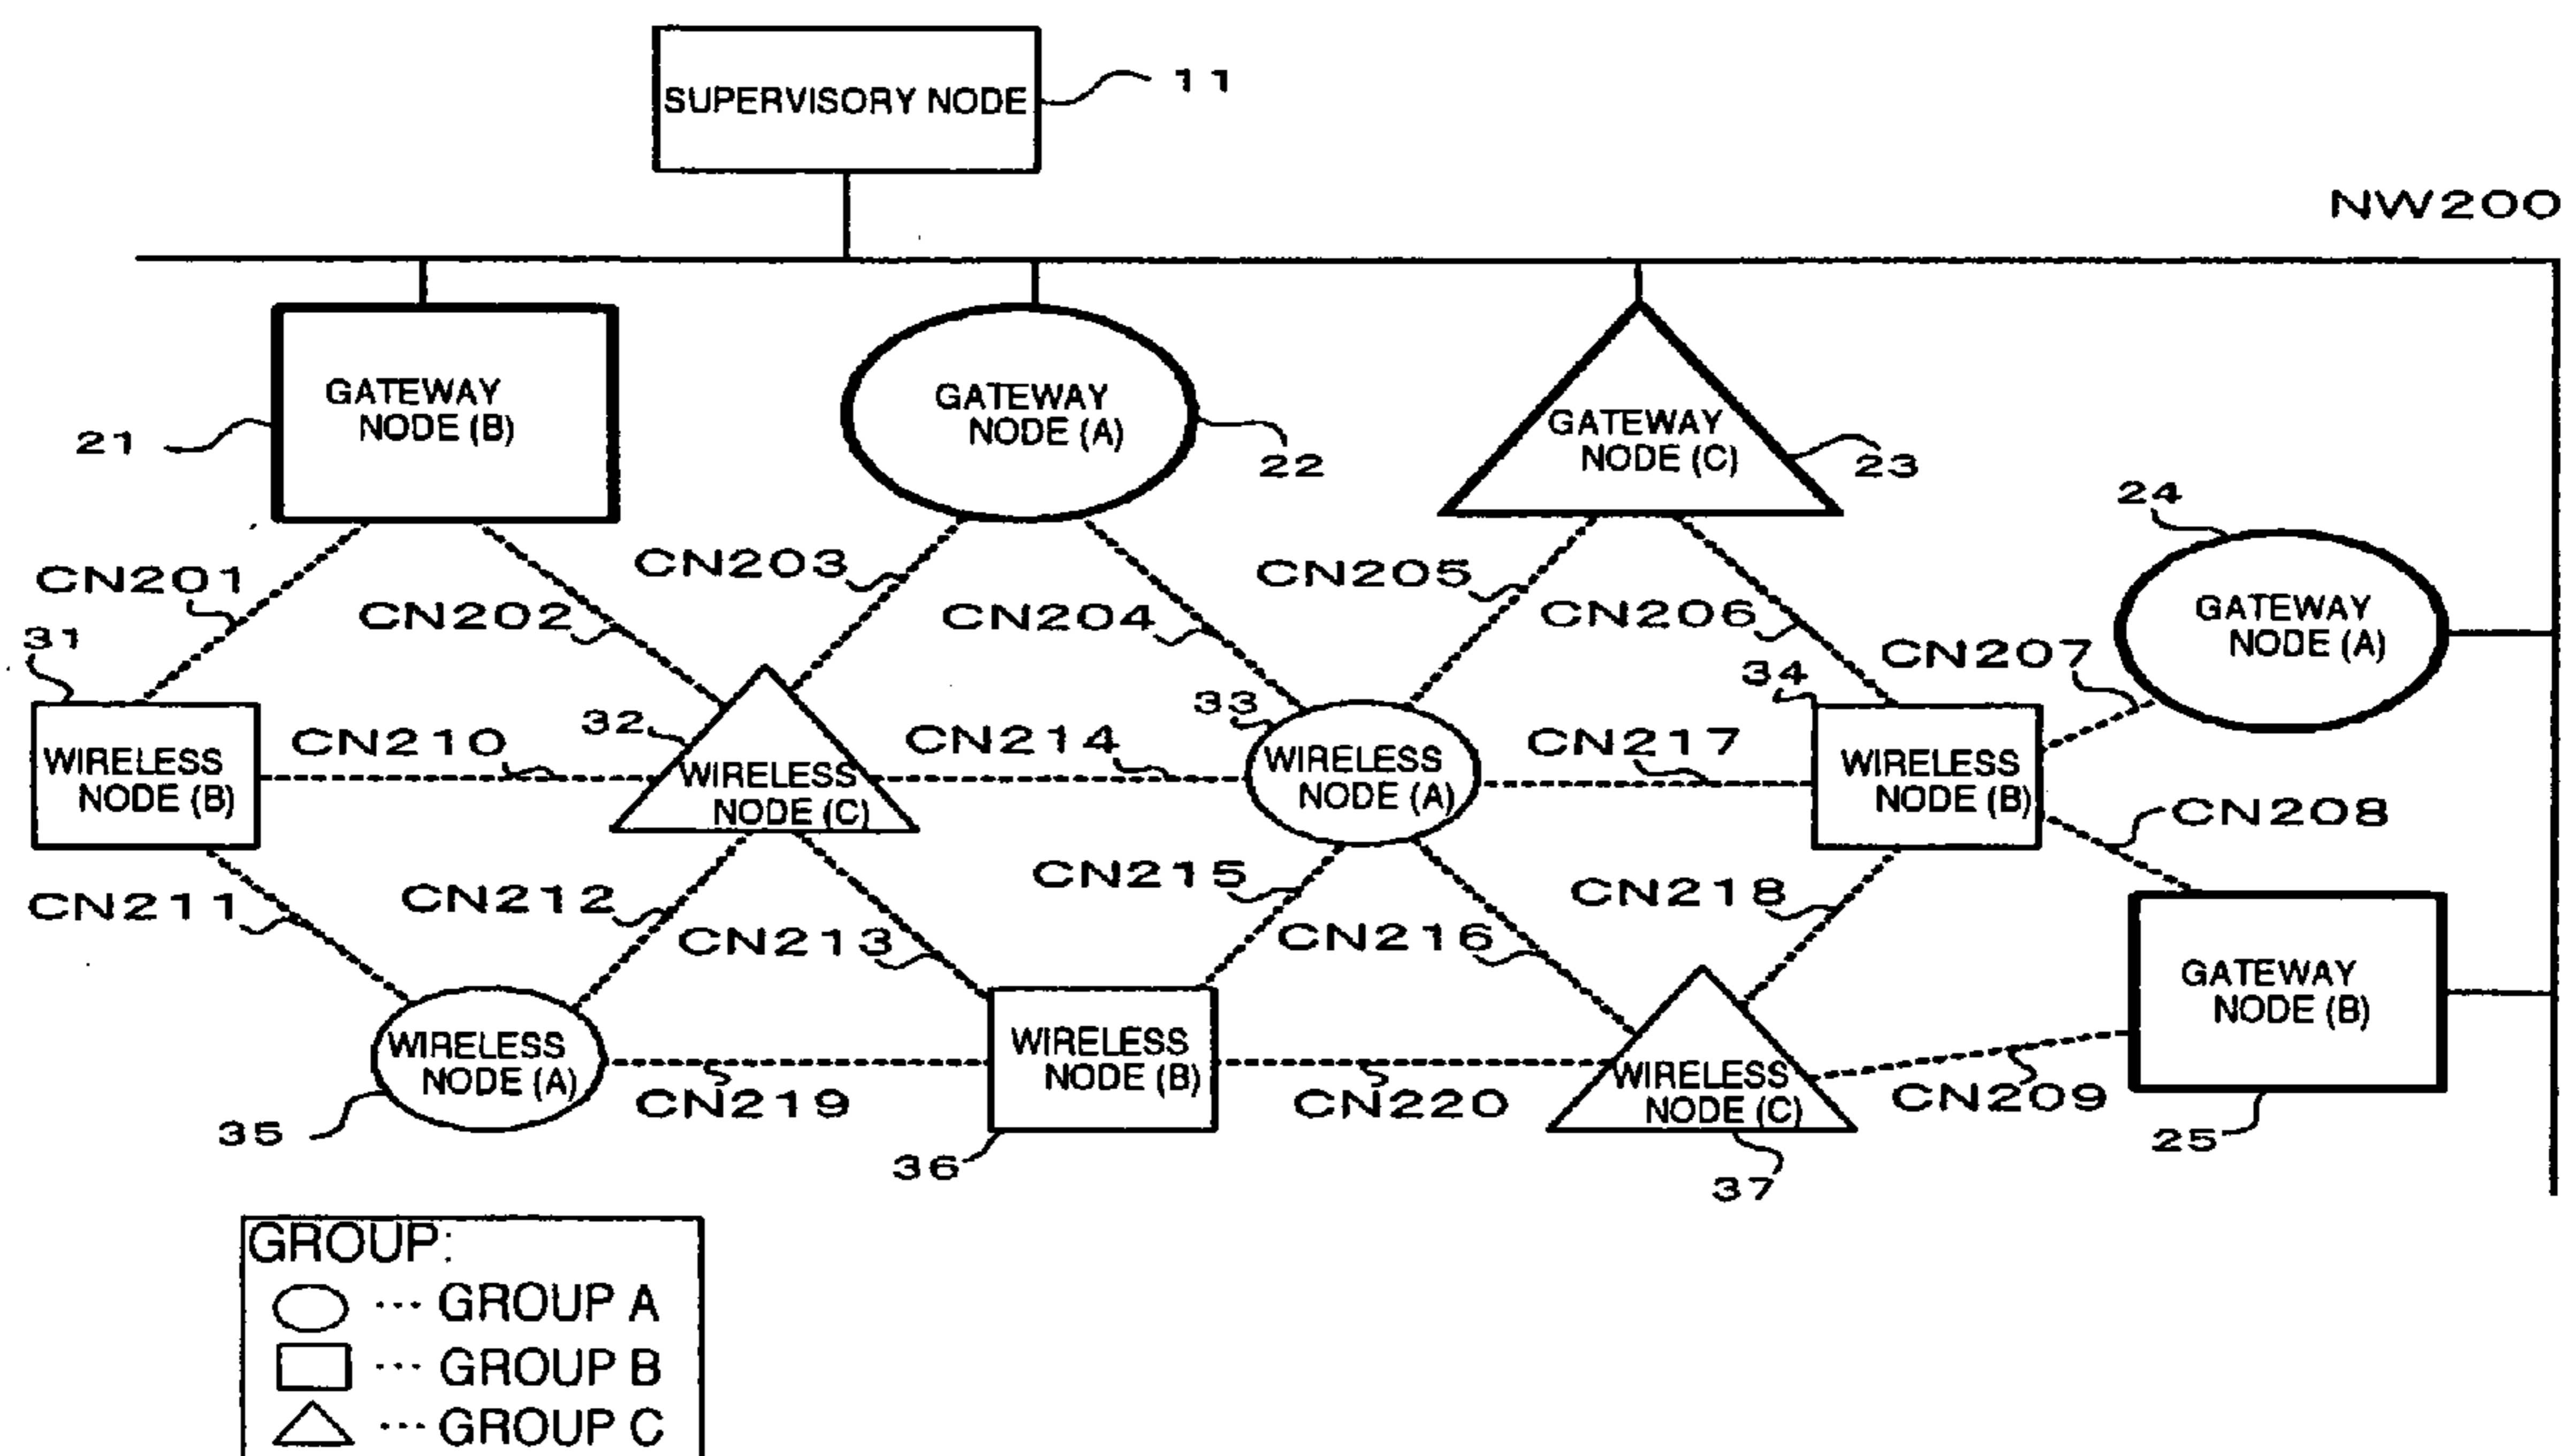 SUPERVISORY NODE
11
NW200
GATEWAY
NODE (B)
21
GATEWAY
NODE (A)
22
GATEWAY
NODE (C)
23
24
GATEWAY
NODE (A)
CN201
CN202
CN203
CN204
CN205
CN206
CN207
31
WIRELESS
NODE (B)
CN210
32
WIRELESS
NODE (C)
CN214
33
WIRELESS
NODE (A)
CN217
34
WIRELESS
NODE (B)
CN208
CN211
CN212
CN213
CN215
CN216
CN218
GATEWAY
NODE (B)
25
WIRELESS
NODE (A)
35
CN219
WIRELESS
NODE (B)
36
CN220
WIRELESS
NODE (C)
37
CN209
GROUP:
··· GROUP A
··· GROUP B
··· GROUP C